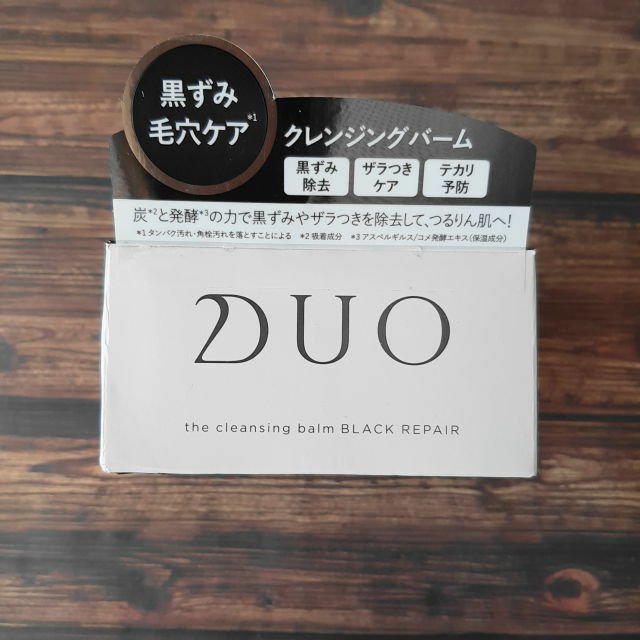 黒ずみ
毛穴ケア*1
クレンジングバーム
黒ずみ
除去
ザラつき
ケア
テカリ
予防
炭*2と発酵*3の力で黒ずみやザラつきを除去して、つるりん肌へ!
*1 タンパク汚れ・角栓汚れを落とすことによる *2 吸着成分 *3 アスペルギルス/コメ発酵エキス(保湿成分)
DUO
the cleansing balm BLACK REPAIR